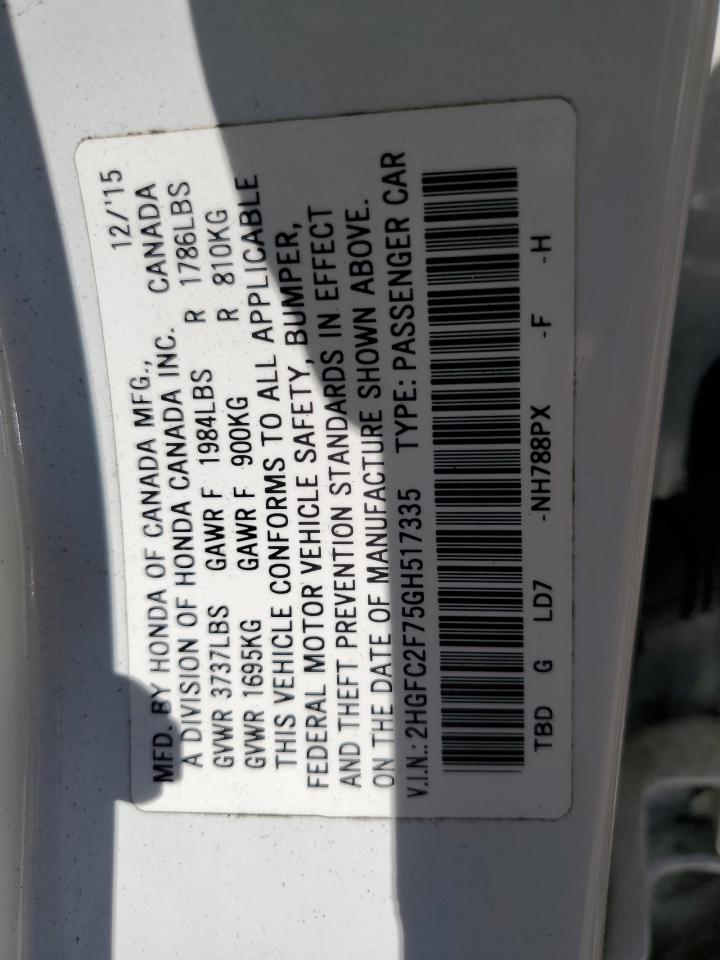 12/'15
MFD. BY HONDA OF CANADA MFG., CANADA
A DIVISION OF HONDA CANADA INC.
GVWR 3737LBS GAWR F 1984LBS R 1786LBS
GVWR 1695KG GAWR F 900KG R 810KG
THIS VEHICLE CONFORMS TO ALL APPLICABLE
FEDERAL MOTOR VEHICLE SAFETY, BUMPER,
AND THEFT PREVENTION STANDARDS IN EFFECT
ON THE DATE OF MANUFACTURE SHOWN ABOVE.
V.I.N.: 2HGFC2F75GH517335 TYPE: PASSENGER CAR
TBD G LD7 -NH788PX -F -H